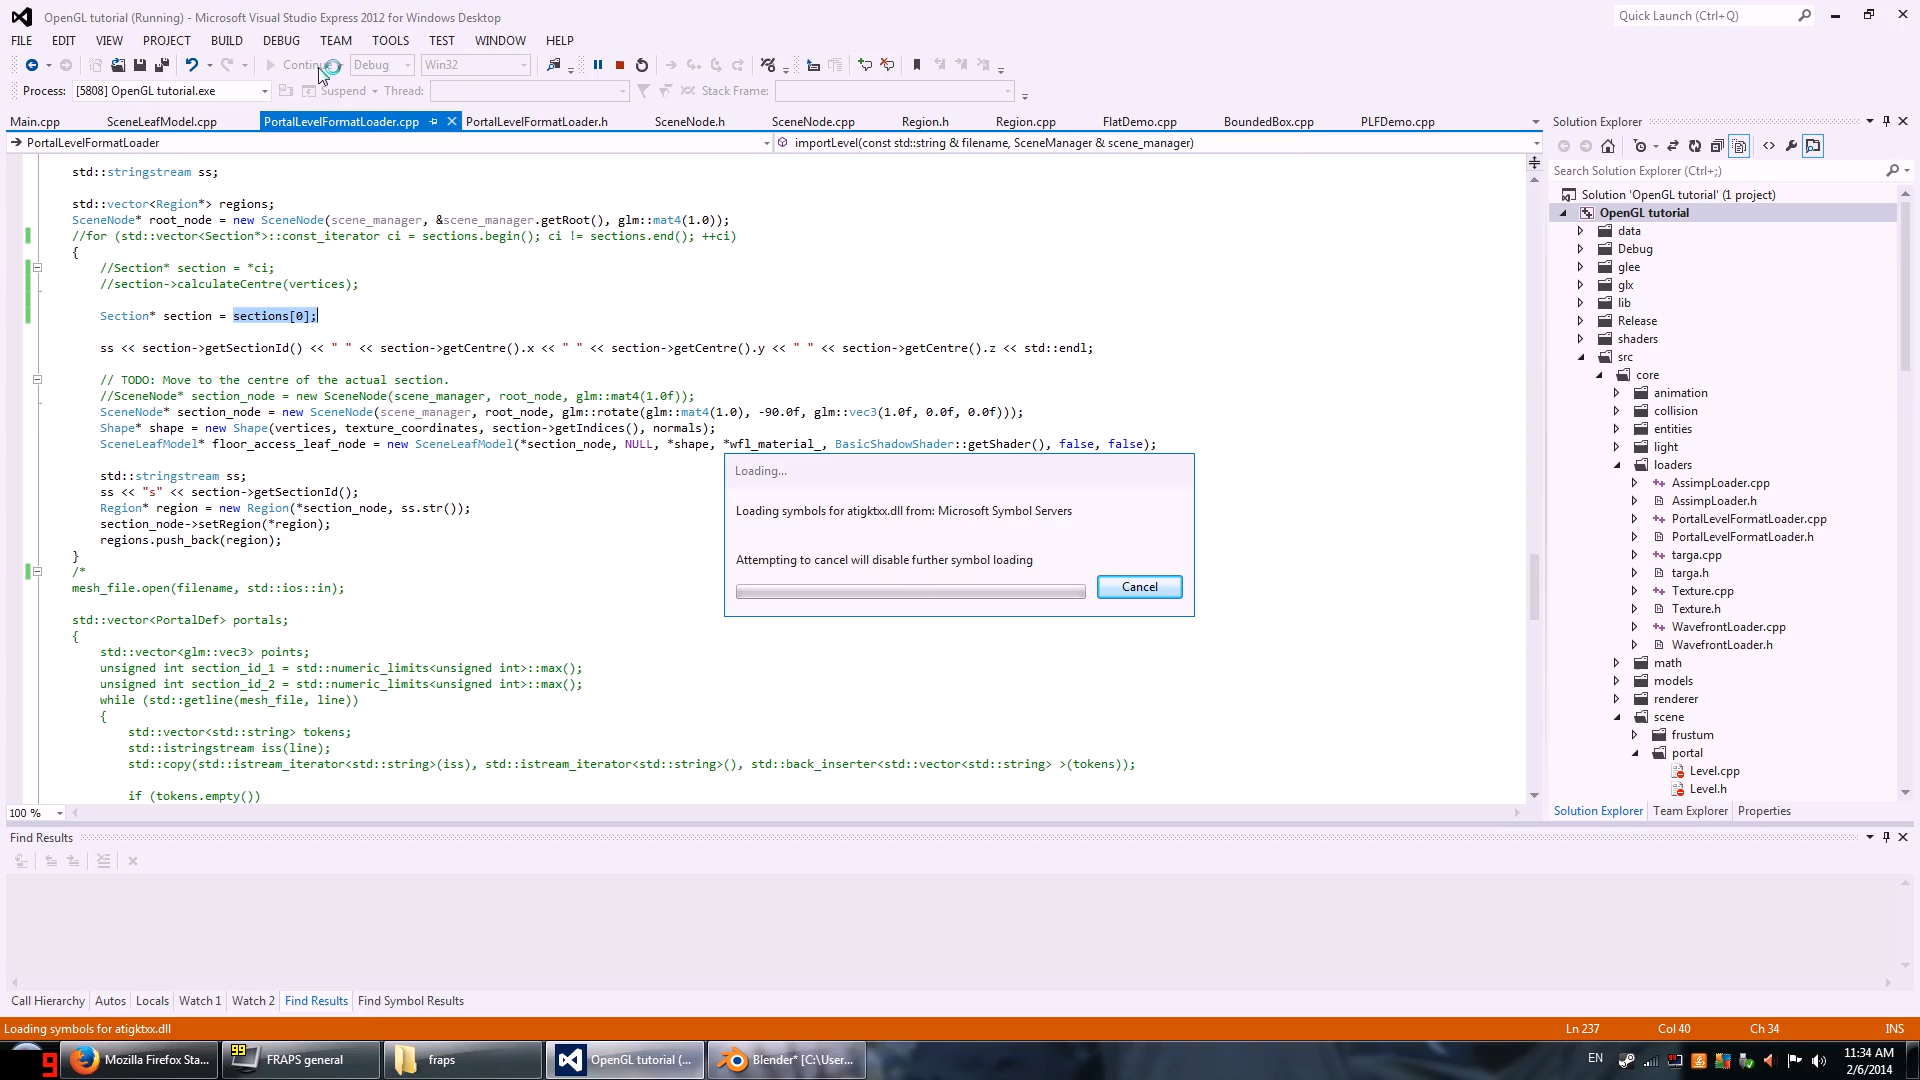 OpenGL tutorial (Running) - Microsoft Visual Studio Express 2012 for Windows Desktop
Quick Launch (Ctrl+Q)
FILE EDIT VIEW PROJECT BUILD DEBUG TEAM TOOLS TEST WINDOW HELP
Continue Debug Win32
Process: [5808] OpenGL tutorial.exe Suspend Thread: Stack Frame:
Main.cpp SceneLeafModel.cpp PortalLevelFormatLoader.cpp PortalLevelFormatLoader.h SceneNode.h SceneNode.cpp Region.h Region.cpp FlatDemo.cpp BoundedBox.cpp PLFDemo.cpp
PortalLevelFormatLoader importLevel(const std::string & filename, SceneManager & scene_manager)
std::stringstream ss;
std::vector<Region*> regions;
SceneNode* root_node = new SceneNode(scene_manager, &scene_manager.getRoot(), glm::mat4(1.0));
//for (std::vector<Section*>::const_iterator ci = sections.begin(); ci != sections.end(); ++ci)
{
//Section* section = *ci;
//section->calculateCentre(vertices);
Section* section = sections[0];
ss << section->getSectionId() << " " << section->getCentre().x << " " << section->getCentre().y << " " << section->getCentre().z << std::endl;
// TODO: Move to the centre of the actual section.
//SceneNode* section_node = new SceneNode(scene_manager, root_node, glm::mat4(1.0f));
SceneNode* section_node = new SceneNode(scene_manager, root_node, glm::rotate(glm::mat4(1.0), -90.0f, glm::vec3(1.0f, 0.0f, 0.0f)));
Shape* shape = new Shape(vertices, texture_coordinates, section->getIndices(), normals);
SceneLeafModel* floor_access_leaf_node = new SceneLeafModel(*section_node, NULL, *shape, *wfl_material_, BasicShadowShader::getShader(), false, false);
std::stringstream ss;
ss << "s" << section->getSectionId();
Region* region = new Region(*section_node, ss.str());
section_node->setRegion(*region);
regions.push_back(region);
}
/*
mesh_file.open(filename, std::ios::in);
std::vector<PortalDef> portals;
{
std::vector<glm::vec3> points;
unsigned int section_id_1 = std::numeric_limits<unsigned int>::max();
unsigned int section_id_2 = std::numeric_limits<unsigned int>::max();
while (std::getline(mesh_file, line))
{
std::vector<std::string> tokens;
std::istringstream iss(line);
std::copy(std::istream_iterator<std::string>(iss), std::istream_iterator<std::string>(), std::back_inserter<std::vector<std::string> >(tokens));
if (tokens.empty())
100 %
Loading...
Loading symbols for atigktxx.dll from: Microsoft Symbol Servers
Attempting to cancel will disable further symbol loading
Cancel
Solution Explorer
Search Solution Explorer (Ctrl+;)
Solution 'OpenGL tutorial' (1 project)
OpenGL tutorial
data
Debug
glee
glx
lib
Release
shaders
src
core
animation
collision
entities
light
loaders
AssimpLoader.cpp
AssimpLoader.h
PortalLevelFormatLoader.cpp
PortalLevelFormatLoader.h
targa.cpp
targa.h
Texture.cpp
Texture.h
WavefrontLoader.cpp
WavefrontLoader.h
math
models
renderer
scene
frustum
portal
Level.cpp
Level.h
Solution Explorer Team Explorer Properties
Find Results
Call Hierarchy Autos Locals Watch 1 Watch 2 Find Results Find Symbol Results
Loading symbols for atigktxx.dll Ln 237 Col 40 Ch 34 INS
9 Mozilla Firefox Sta... 99 FRAPS general fraps OpenGL tutorial (... Blender* [C:\User...
EN 11:34 AM
2/6/2014